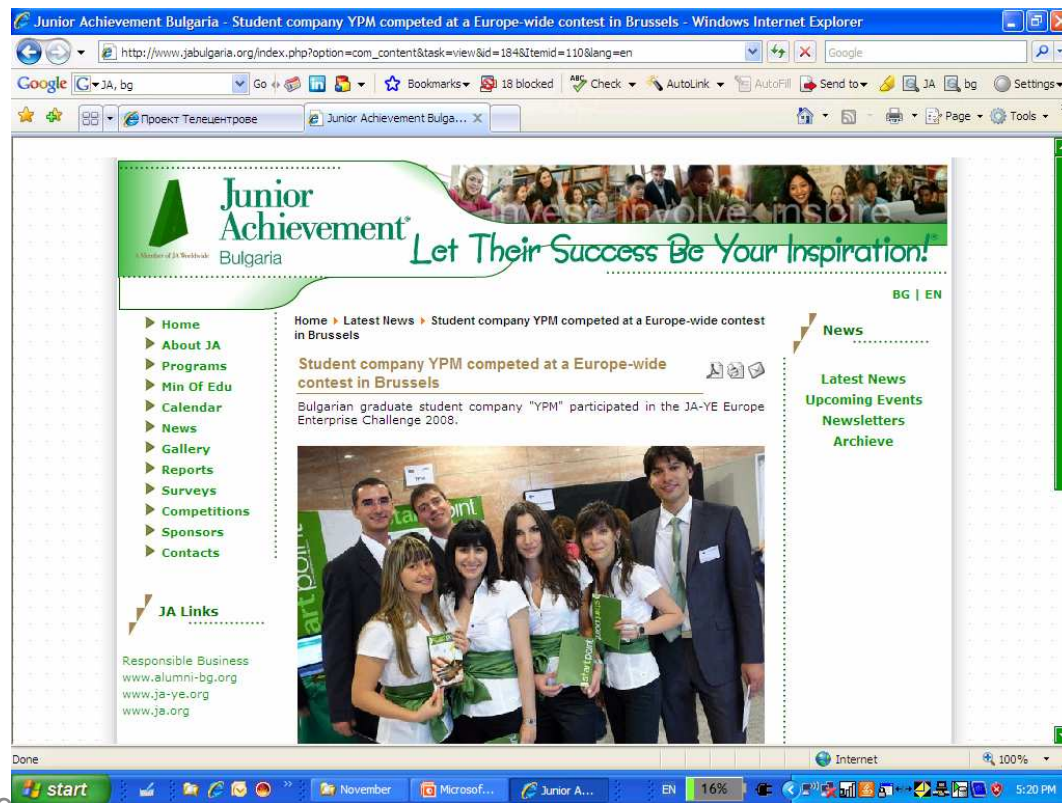 Junior Achievement Bulgaria - Student company YPM competed at a Europe-wide contest in Brussels - Windows Internet Explorer
http://www.jabulgaria.org/index.php?option=com_content&task=view&id=184&Itemid=110&lang=en
Google
Google JA, bg Go Bookmarks 18 blocked Check AutoLink AutoFill Send to JA bg Settings
Проект Телецентрове Junior Achievement Bulga... Page Tools
Junior
Achievement
Bulgaria
A Member of JA Worldwide
invest involve inspire
Let Their Success Be Your Inspiration!
BG | EN
Home
About JA
Programs
Min Of Edu
Calendar
News
Gallery
Reports
Surveys
Competitions
Sponsors
Contacts
JA Links
Responsible Business
www.alumni-bg.org
www.ja-ye.org
www.ja.org
Home Latest News Student company YPM competed at a Europe-wide contest
in Brussels
Student company YPM competed at a Europe-wide
contest in Brussels
Bulgarian graduate student company "YPM" participated in the JA-YE Europe
Enterprise Challenge 2008.
startpoint
startpoint
startpoint
News
Latest News
Upcoming Events
Newsletters
Archieve
Done Internet 100%
start November Microsof... Junior A... EN 16% 5:20 PM